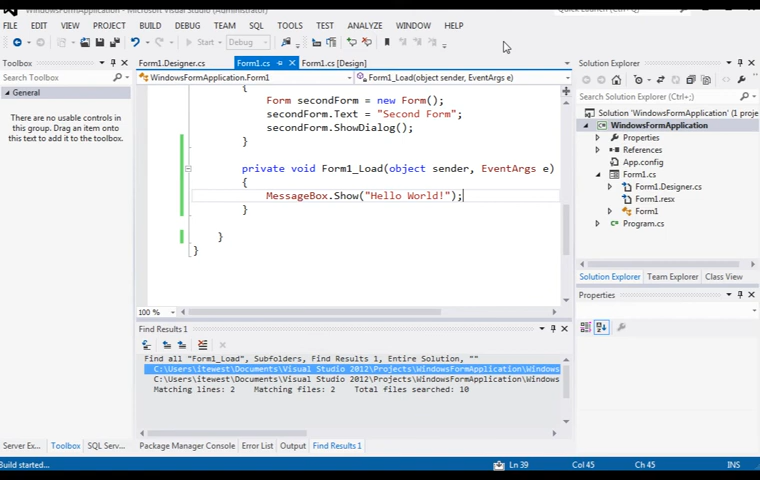 WindowsFormApplication (Administrator) - Microsoft Visual Studio
Quick Launch (Ctrl+Q)
FILE EDIT VIEW PROJECT BUILD DEBUG TEAM SQL TOOLS TEST ANALYZE WINDOW HELP
Start Debug
Toolbox
Search Toolbox
General
There are no usable controls in
this group. Drag an item onto
this text to add it to the toolbox.
Form1.Designer.cs Form1.cs Form1.cs [Design]
WindowsFormApplication.Form1 Form1_Load(object sender, EventArgs e)
{
Form secondForm = new Form();
secondForm.Text = "Second Form";
secondForm.ShowDialog();
}
private void Form1_Load(object sender, EventArgs e)
{
MessageBox.Show("Hello World!");
}
}
}
100 %
Find Results 1
Find all "Form1_Load", Subfolders, Find Results 1, Entire Solution, ""
C:\Users\itewest\Documents\Visual Studio 2012\Projects\WindowsFormApplication\Windows
C:\Users\itewest\Documents\Visual Studio 2012\Projects\WindowsFormApplication\Windows
Matching lines: 2 Matching files: 2 Total files searched: 10
Solution Explorer
Search Solution Explorer (Ctrl+;)
Solution 'WindowsFormApplication' (1 proje
WindowsFormApplication
Properties
References
App.config
Form1.cs
Form1.Designer.cs
Form1.resx
Form1
Program.cs
Solution Explorer Team Explorer Class View
Properties
Server Ex... Toolbox SQL Serv... Package Manager Console Error List Output Find Results 1
Build started... Ln 39 Col 45 Ch 45 INS